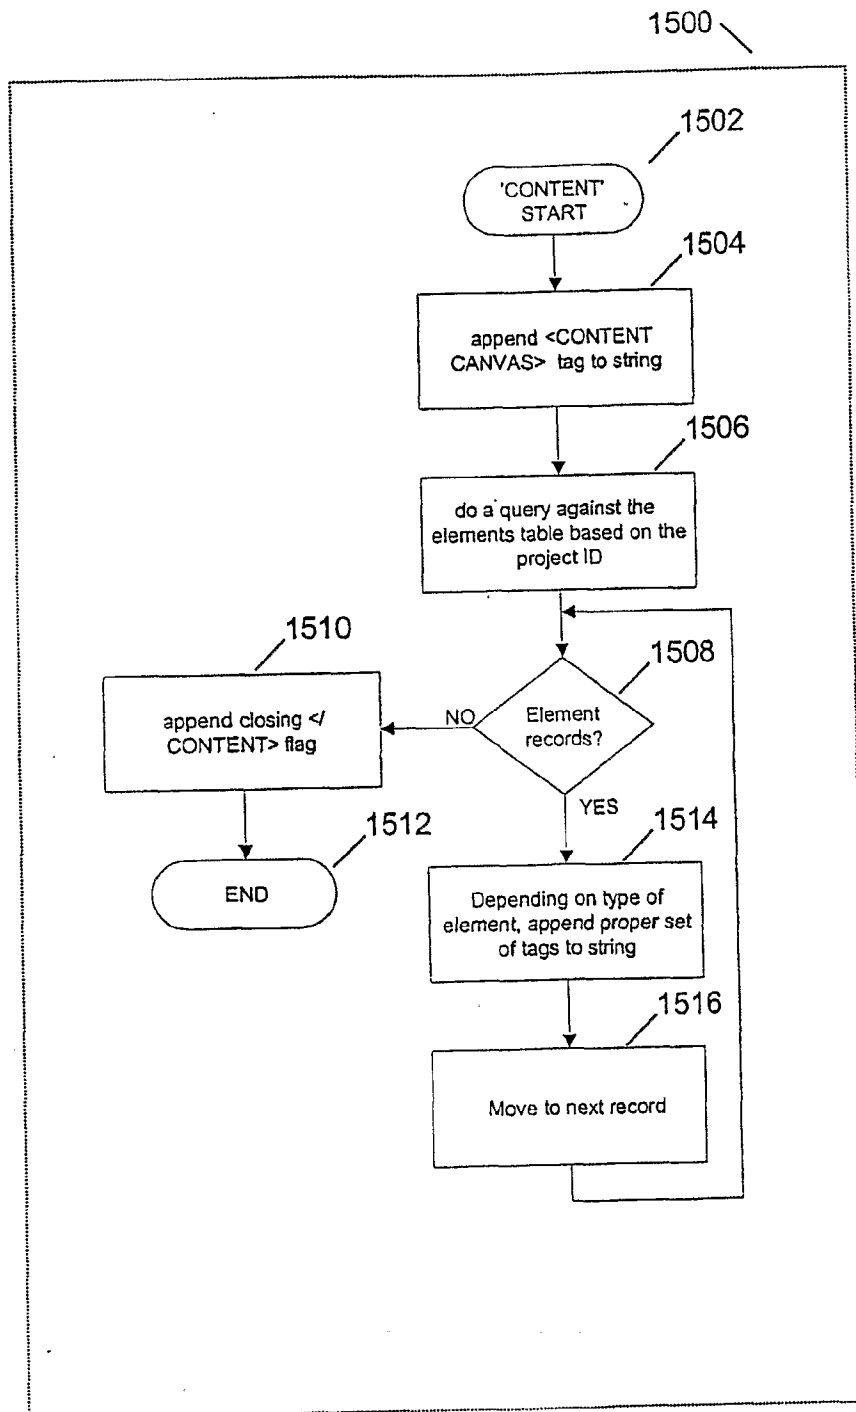 1500
1502
'CONTENT'
START
1504
append <CONTENT
CANVAS> tag to string
1506
do a query against the
elements table based on the
project ID
1510
1508
append closing </
CONTENT> flag
NO
Element
records?
YES
1512
1514
END
Depending on type of
element, append proper set
of tags to string
1516
Move to next record